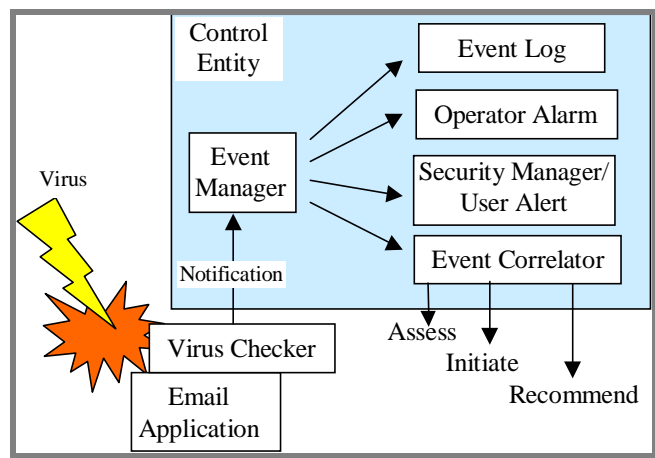 Control
Entity
Event Log
Operator Alarm
Event
Manager
Security Manager/
User Alert
Virus
Event Correlator
Notification
Assess
Initiate
Recommend
Virus Checker
Email
Application